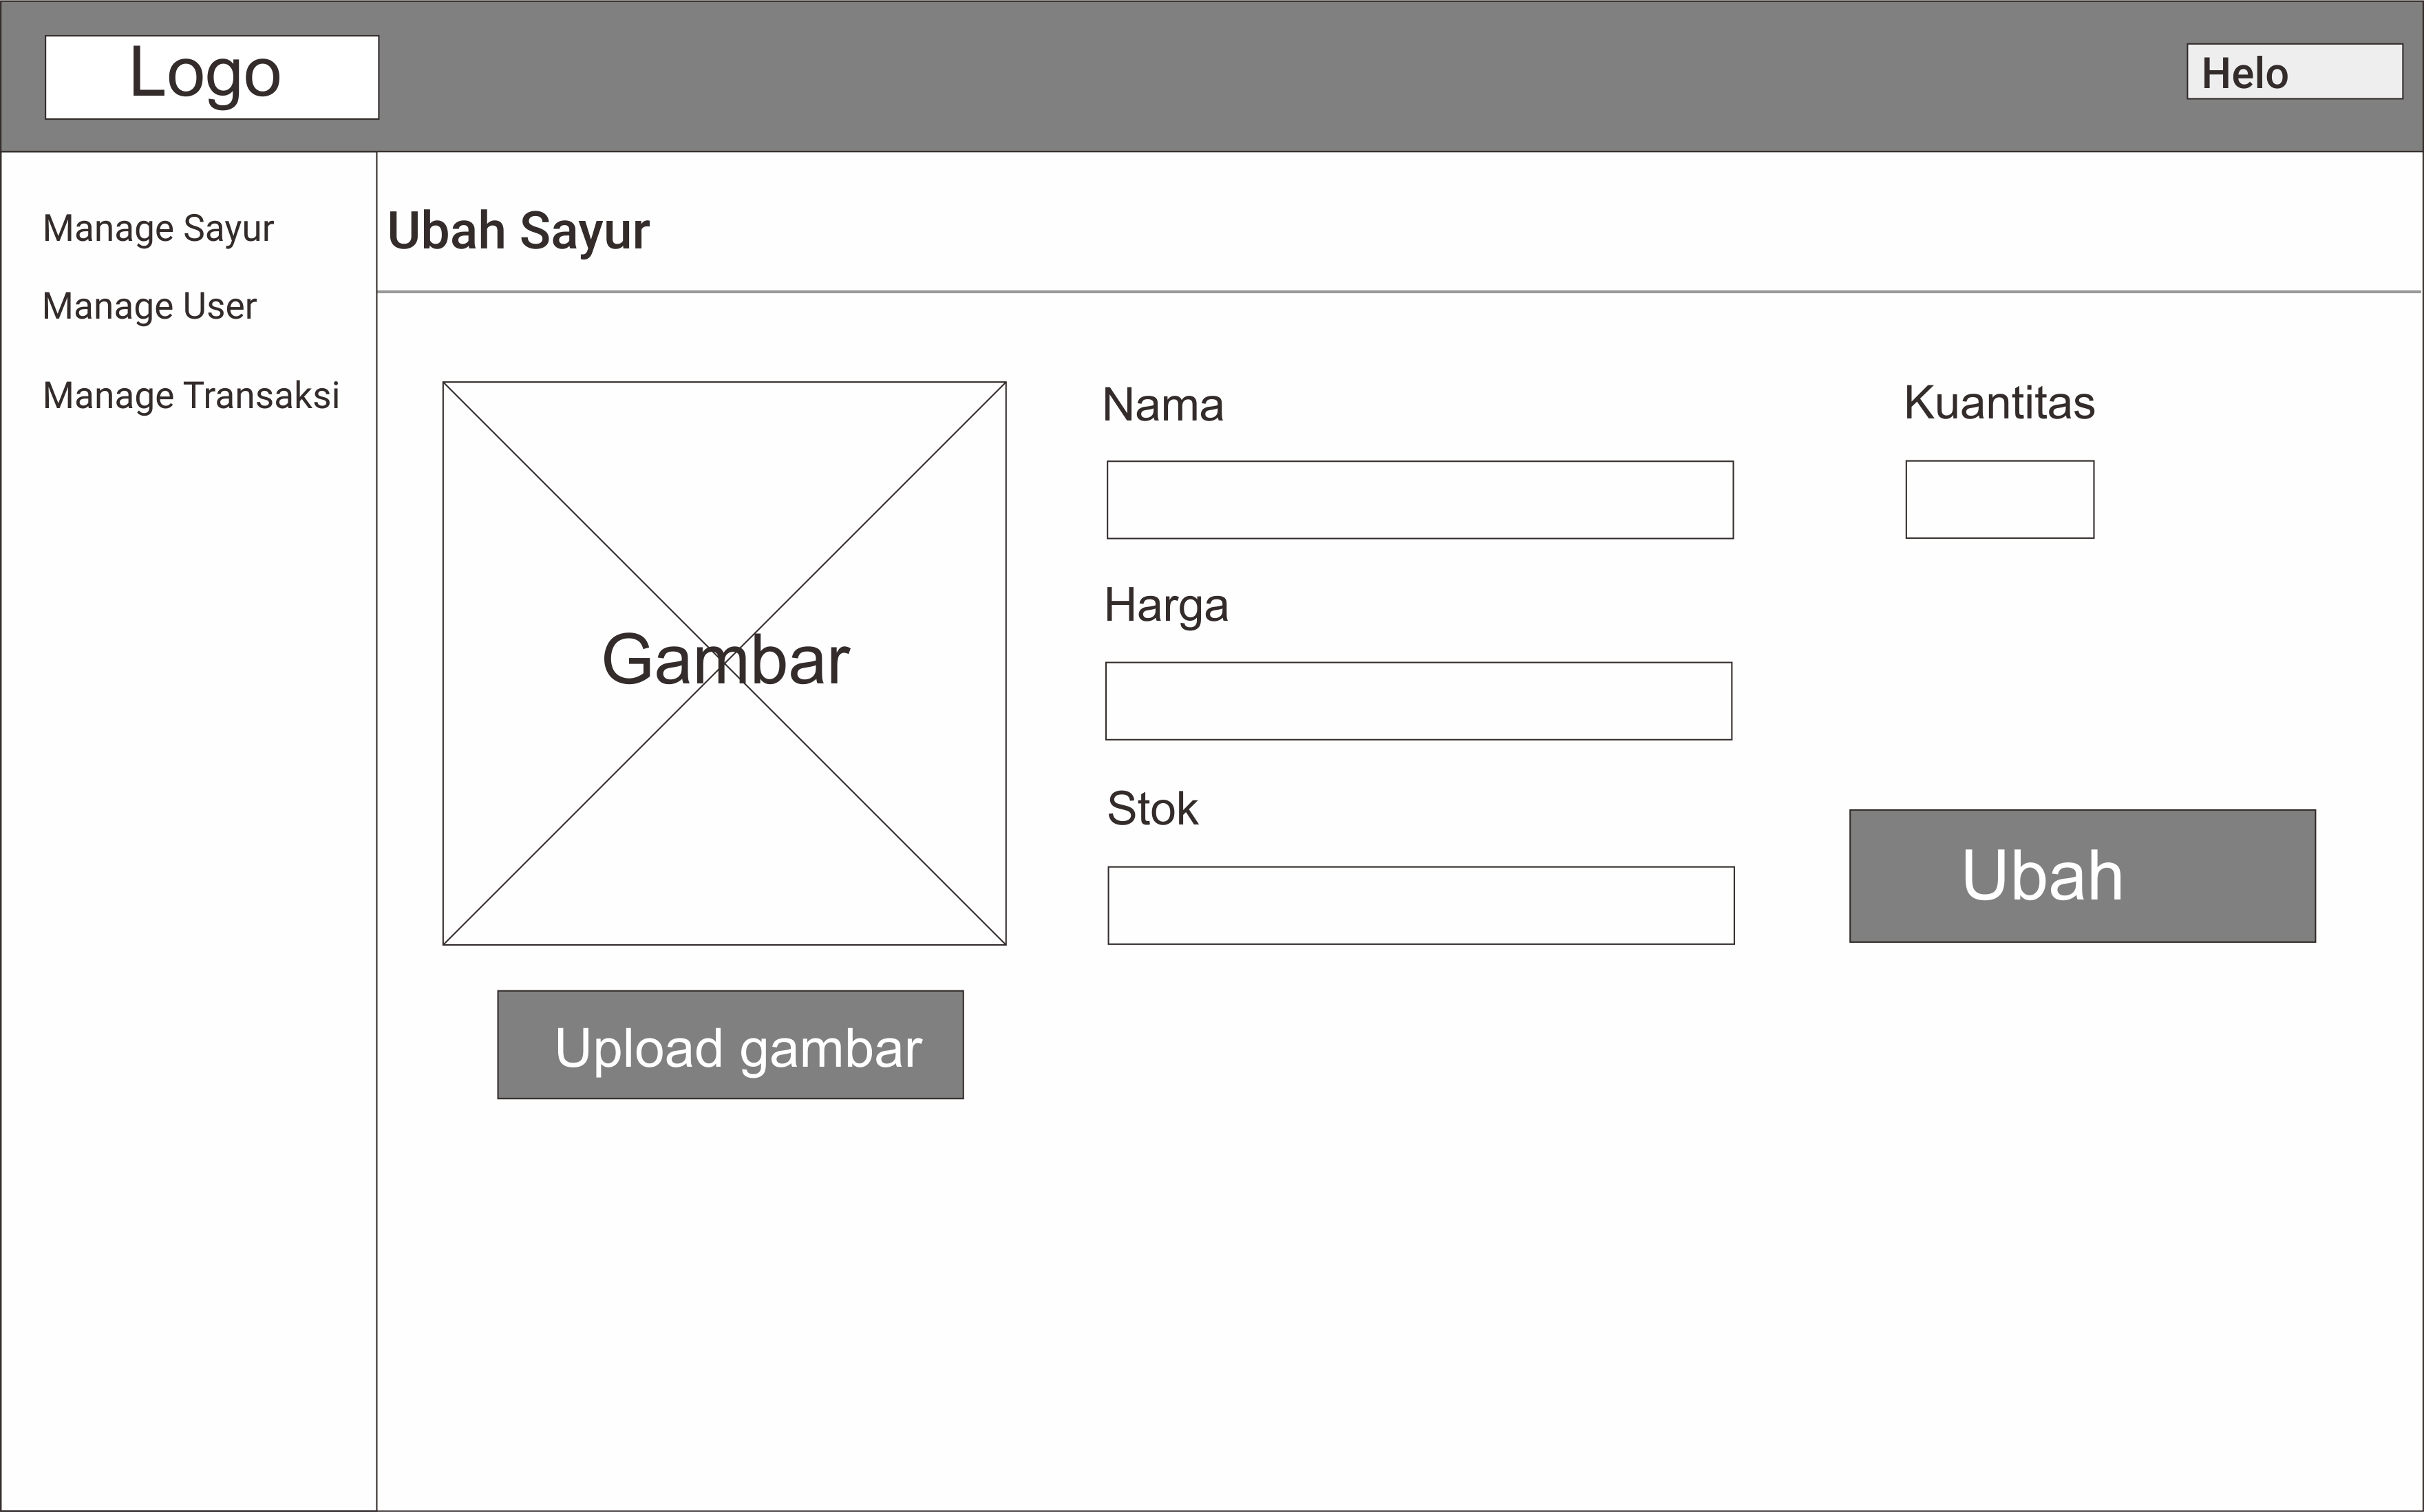 Logo
Helo
Manage Sayur
Manage User
Manage Transaksi
Ubah Sayur
Gambar
Upload gambar
Nama
Harga
Stok
Kuantitas
Ubah